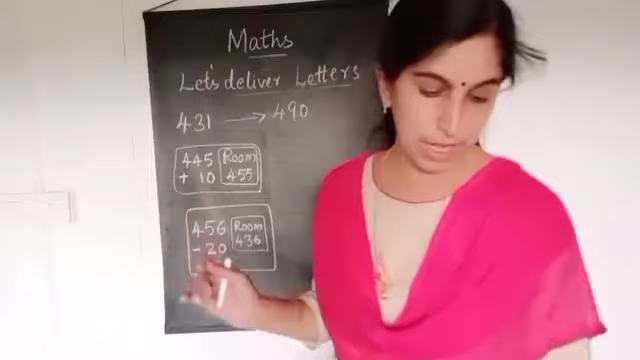 Maths
Let's deliver Letters
431 → 490
445 Room
+ 10 455
456 Room
- 20 436